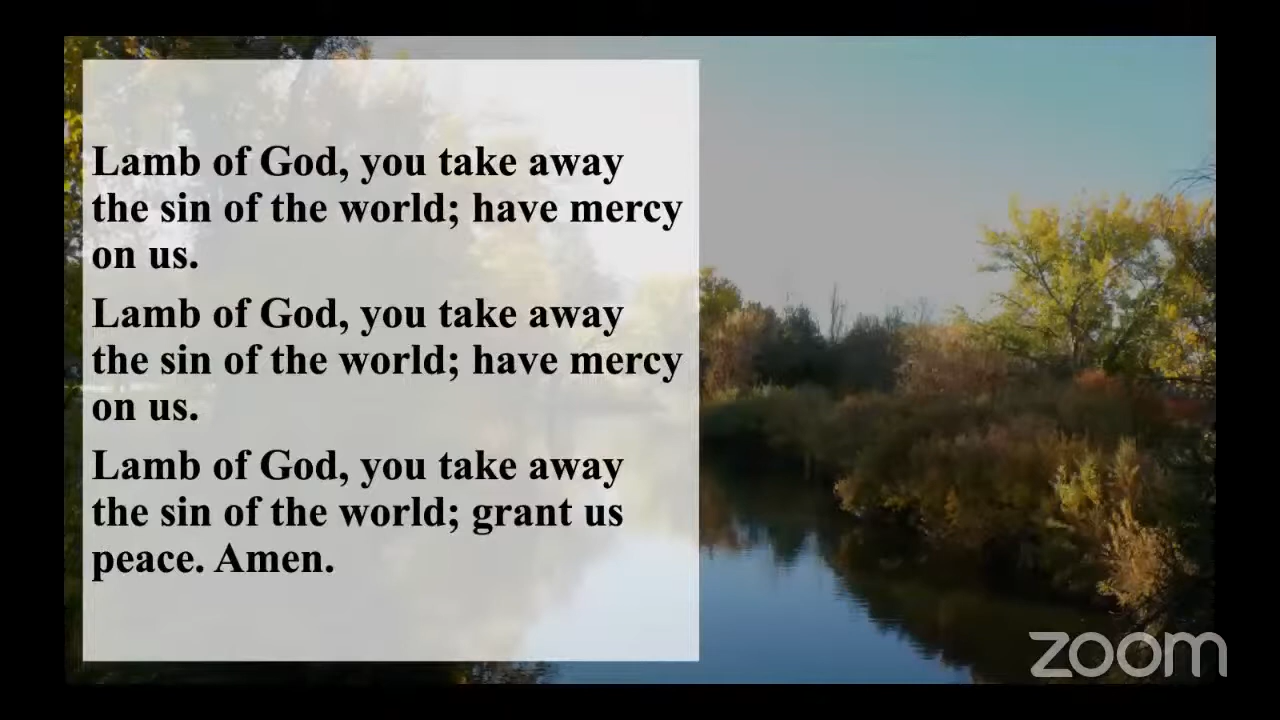 Lamb of God, you take away
the sin of the world; have mercy
on us.
Lamb of God, you take away
the sin of the world; have mercy
on us.
Lamb of God, you take away
the sin of the world; grant us
peace. Amen.
zoom